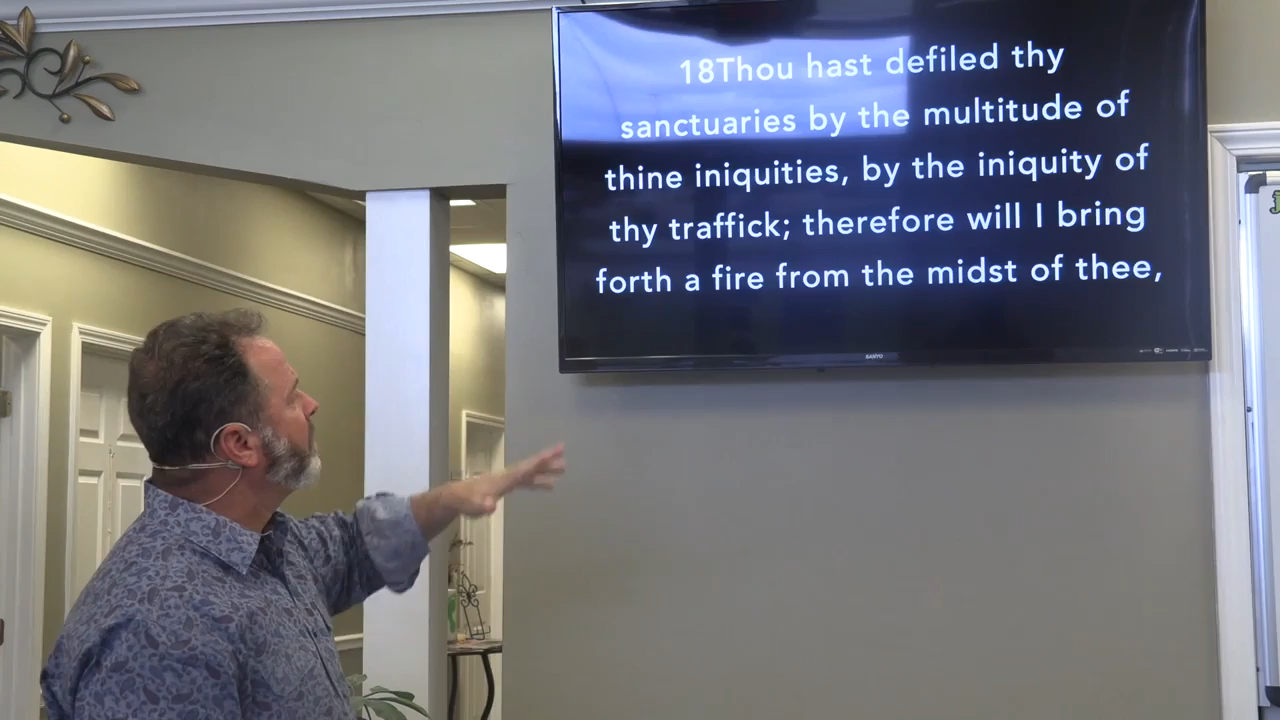 18Thou hast defiled thy
sanctuaries by the multitude of
thine iniquities, by the iniquity of
thy traffick; therefore will I bring
forth a fire from the midst of thee,
SANYO